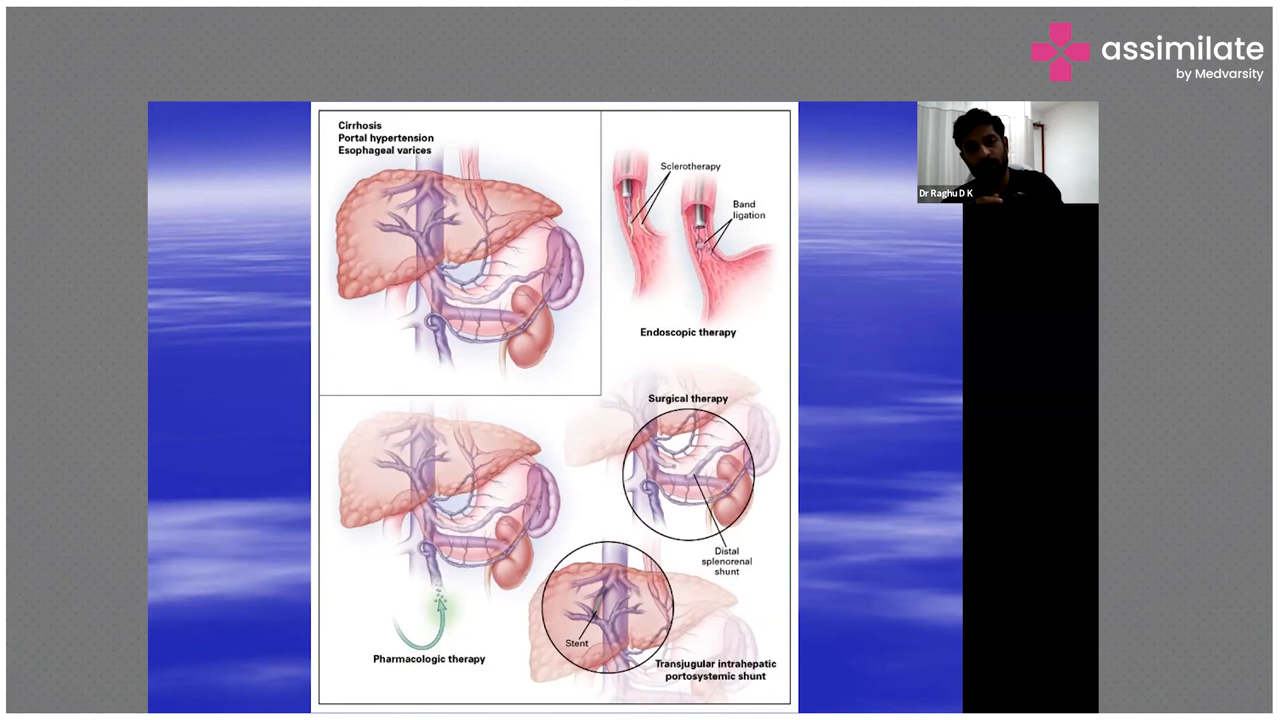 assimilate
by Medvarsity
Dr Raghu D K
Cirrhosis
Portal hypertension
Esophageal varices
Sclerotherapy
Band
ligation
Endoscopic therapy
Surgical therapy
Distal
splenorenal
shunt
Stent
Pharmacologic therapy
Transjugular intrahepatic
portosystemic shunt